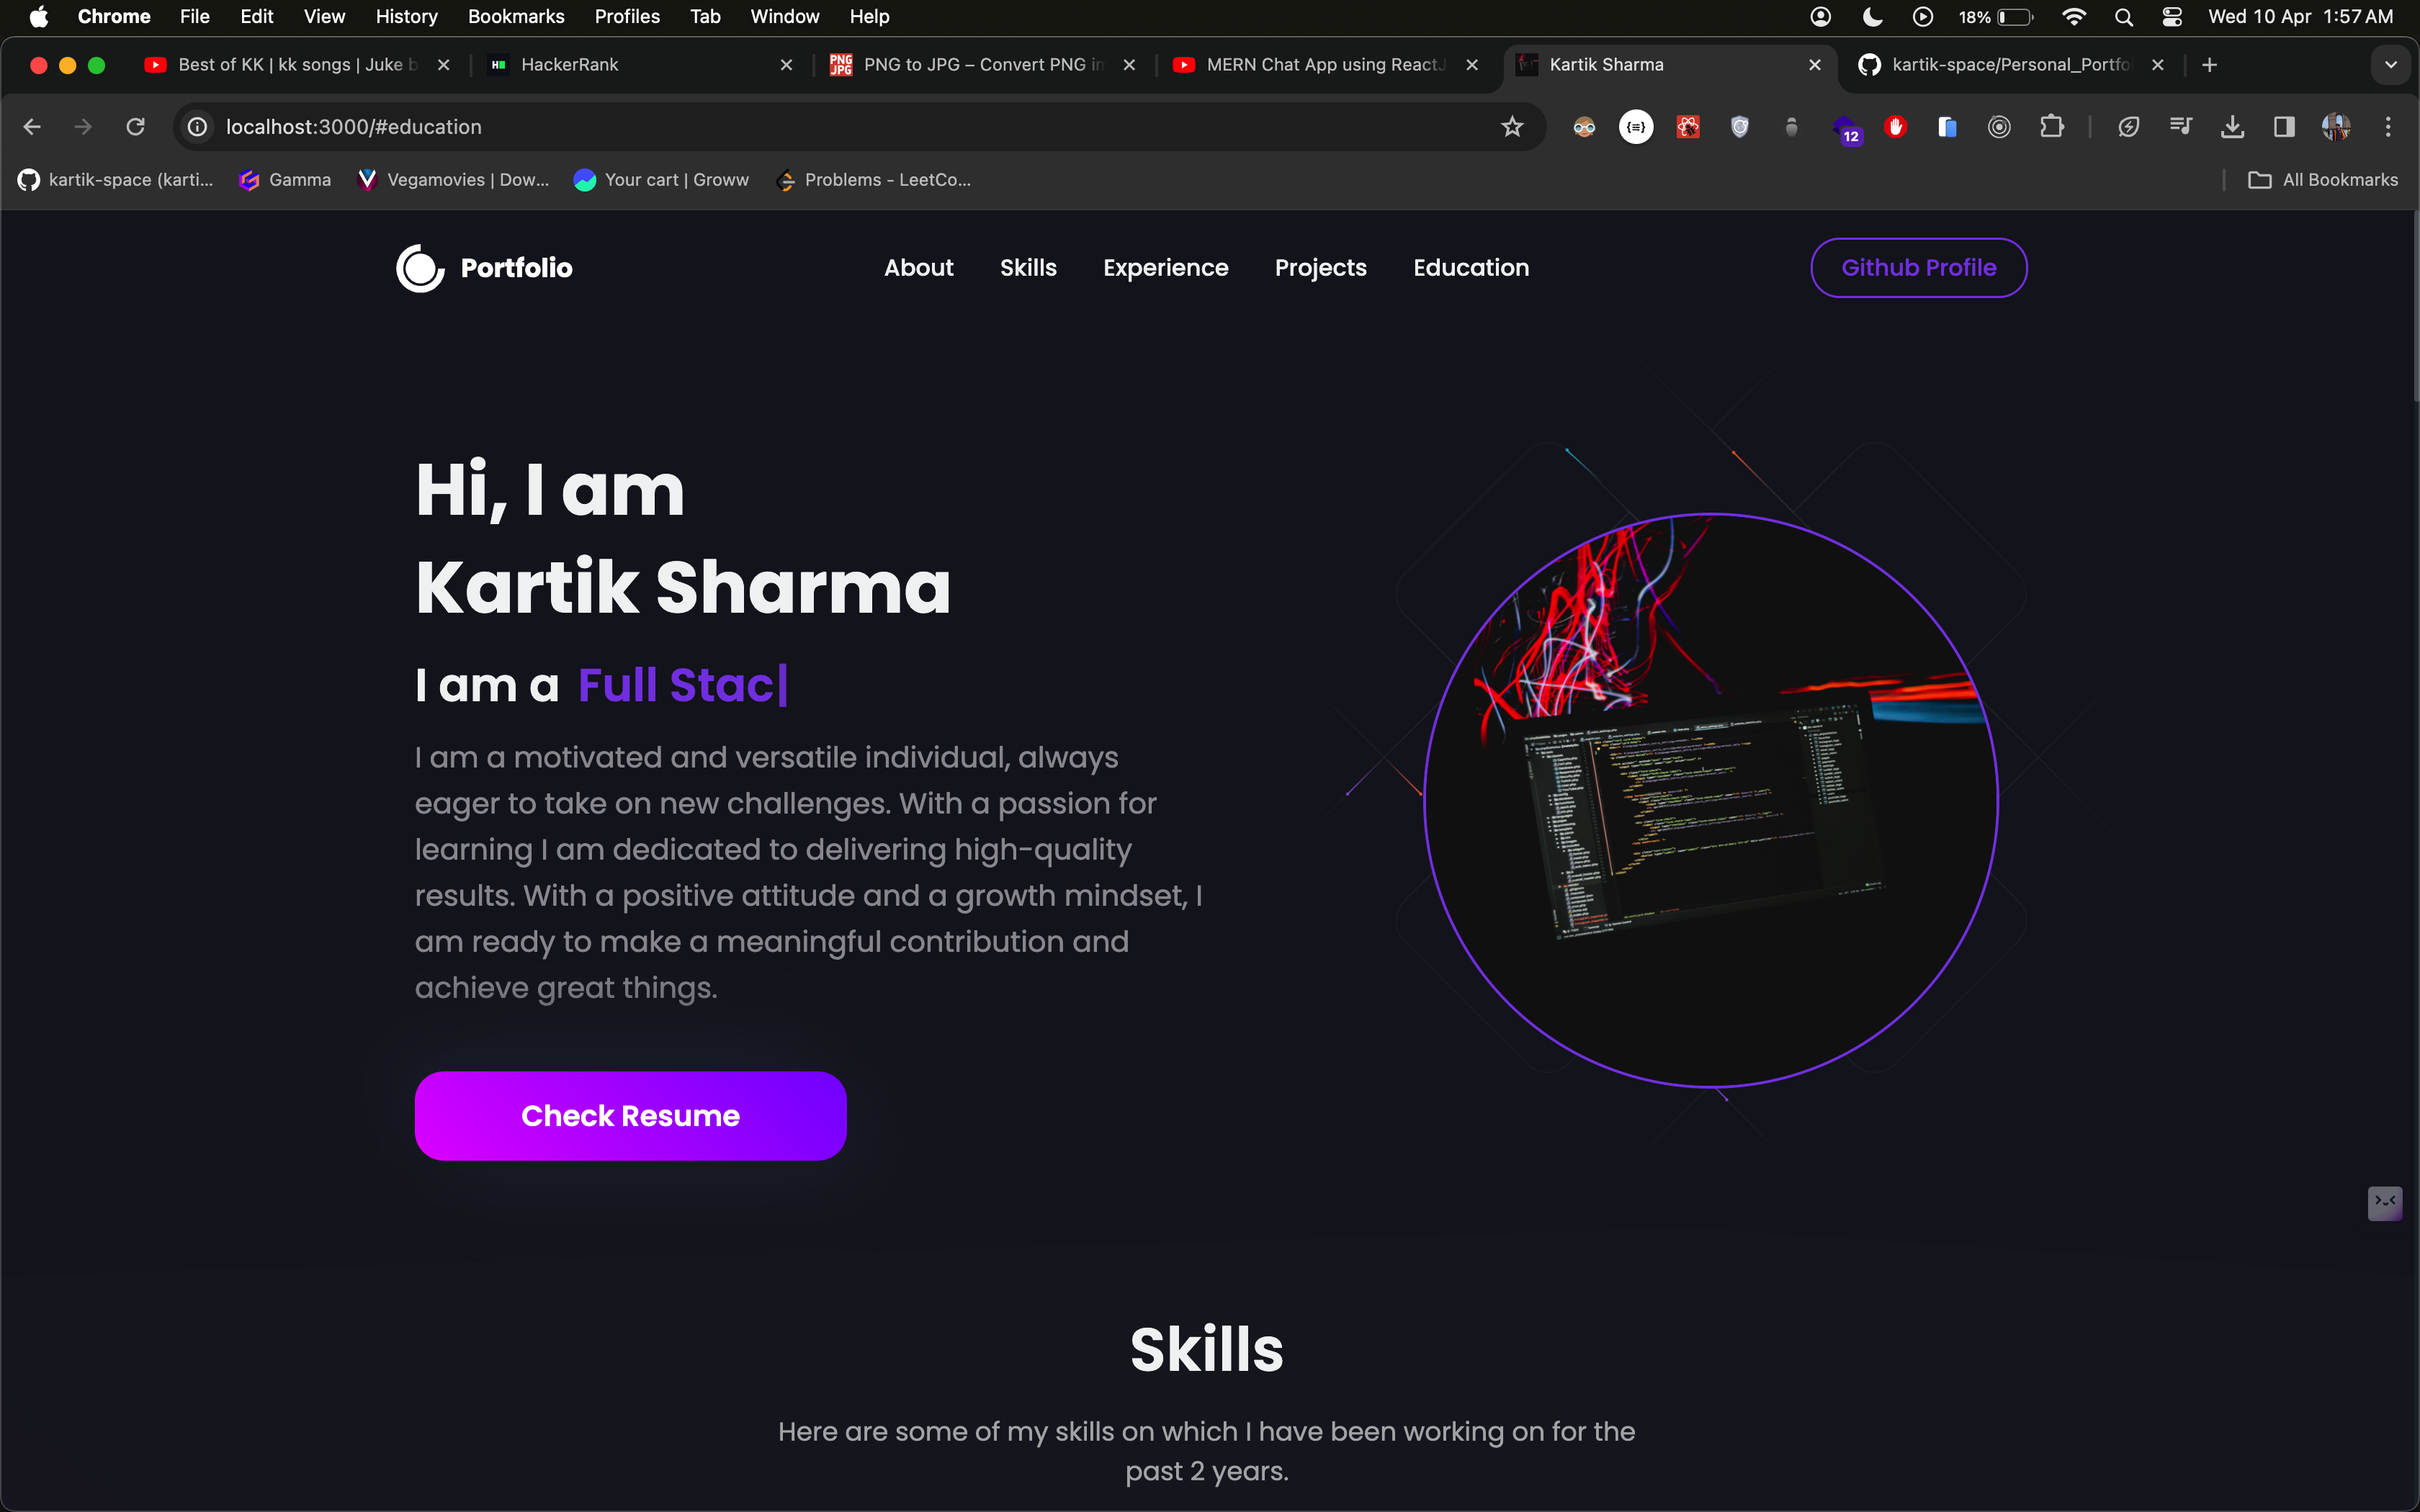 Chrome File Edit View History Bookmarks Profiles Tab Window Help 18% Wed 10 Apr 1:57 AM
Best of KK | kk songs | Juke b HackerRank PNG to JPG – Convert PNG in MERN Chat App using ReactJ Kartik Sharma kartik-space/Personal_Portfo
localhost:3000/#education 12
kartik-space (karti... Gamma Vegamovies | Dow... Your cart | Groww Problems - LeetCo... All Bookmarks
Portfolio About Skills Experience Projects Education Github Profile
Hi, I am
Kartik Sharma
I am a Full Stac|
I am a motivated and versatile individual, always
eager to take on new challenges. With a passion for
learning I am dedicated to delivering high-quality
results. With a positive attitude and a growth mindset, I
am ready to make a meaningful contribution and
achieve great things.
Check Resume
Skills
Here are some of my skills on which I have been working on for the
past 2 years.